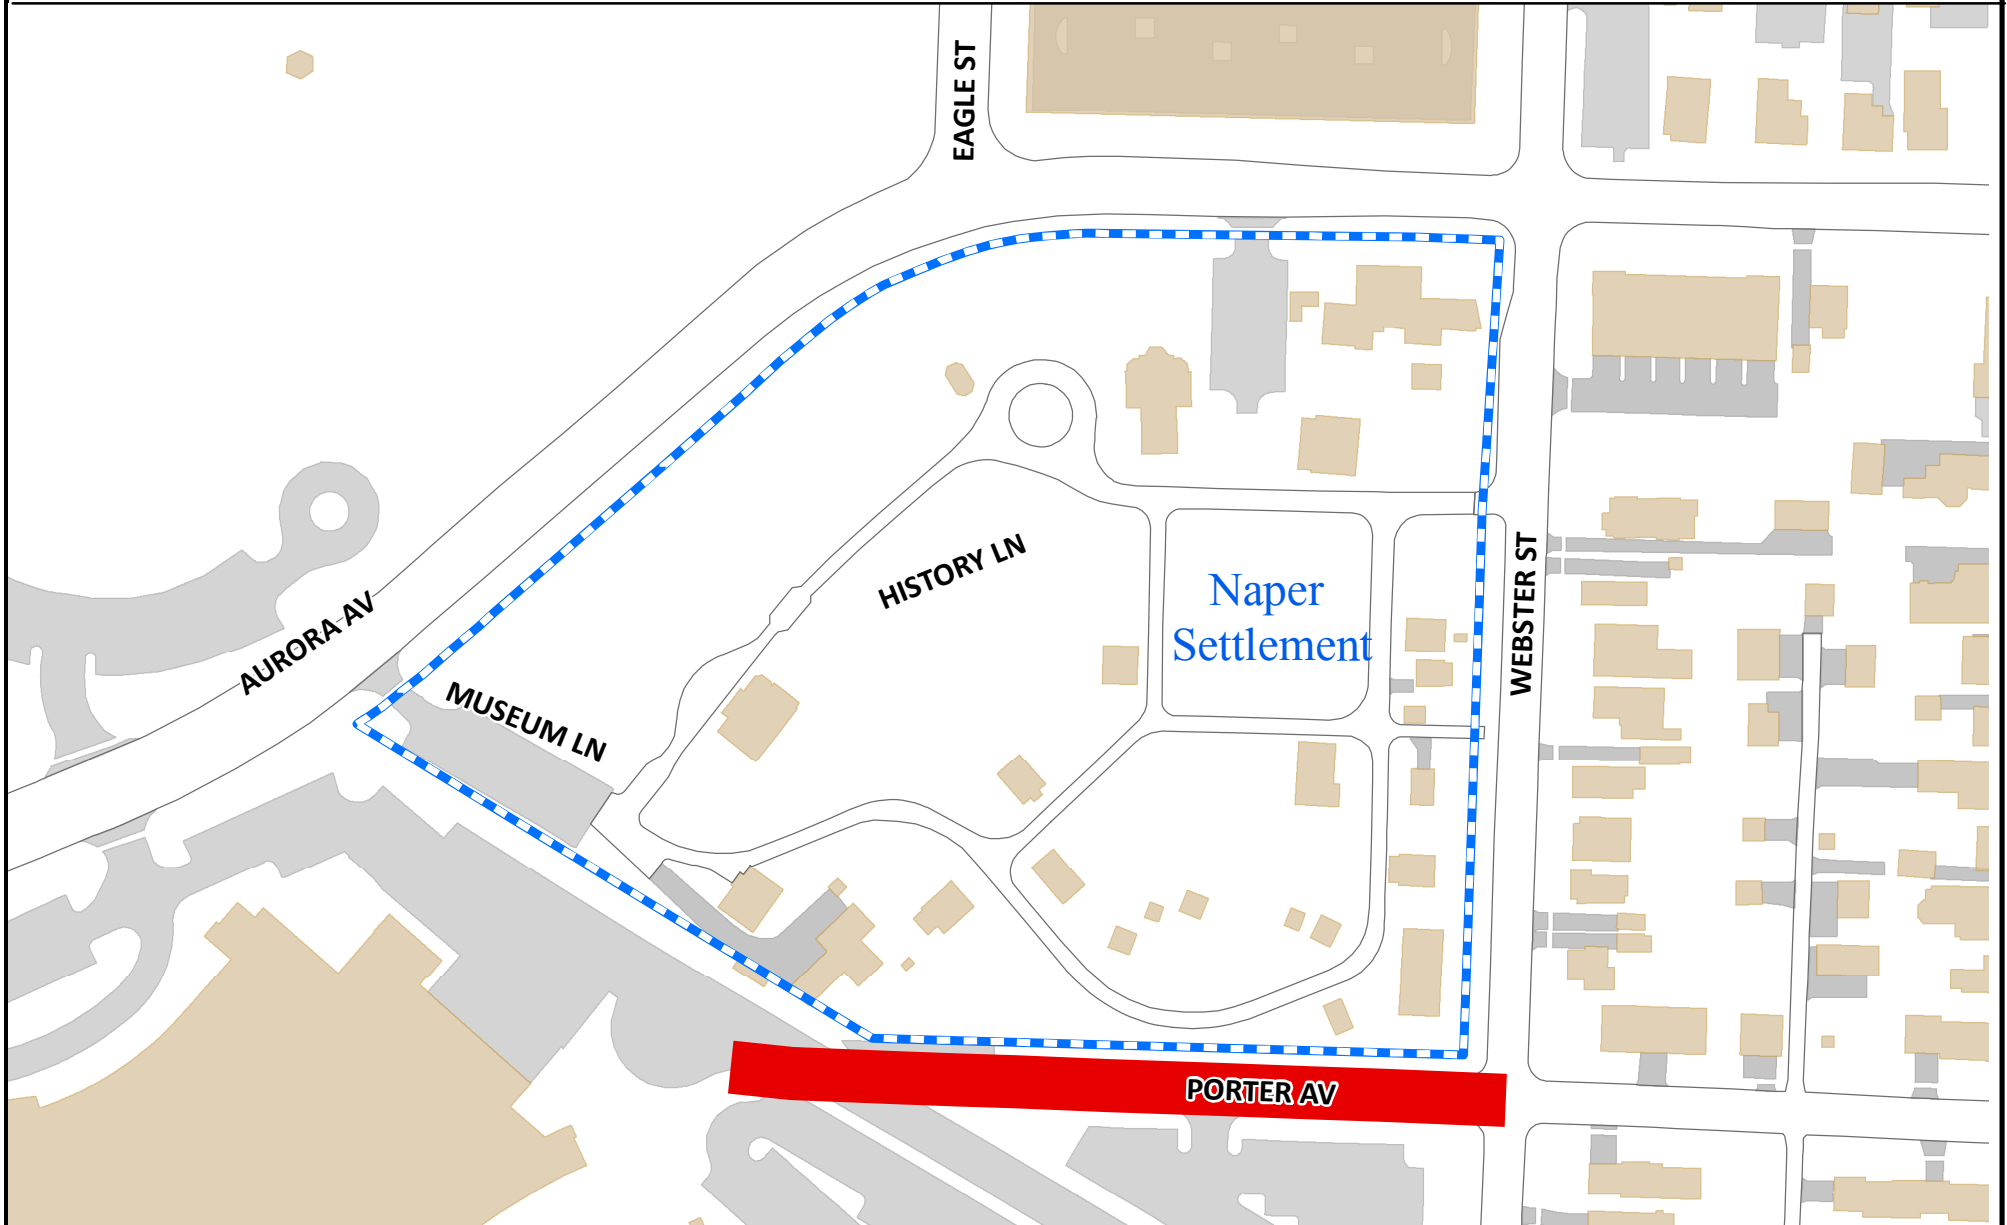 EAGLE ST
HISTORY LN
Naper
Settlement
WEBSTER ST
AURORA AV
MUSEUM LN
PORTER AV